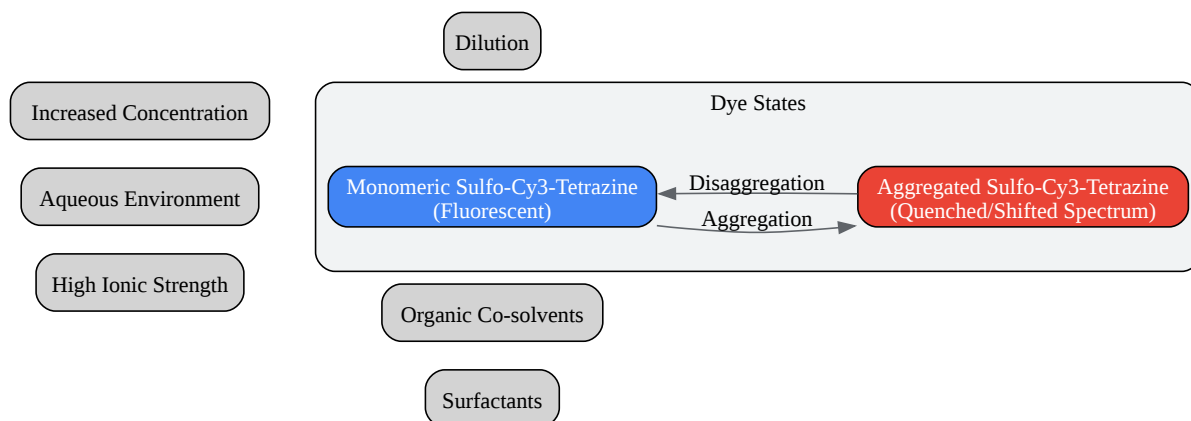 Dilution
Increased Concentration
Dye States
Aqueous Environment
Monomeric Sulfo-Cy3-Tetrazine
(Fluorescent)
Disaggregation
Aggregation
Aggregated Sulfo-Cy3-Tetrazine
(Quenched/Shifted Spectrum)
High Ionic Strength
Organic Co-solvents
Surfactants